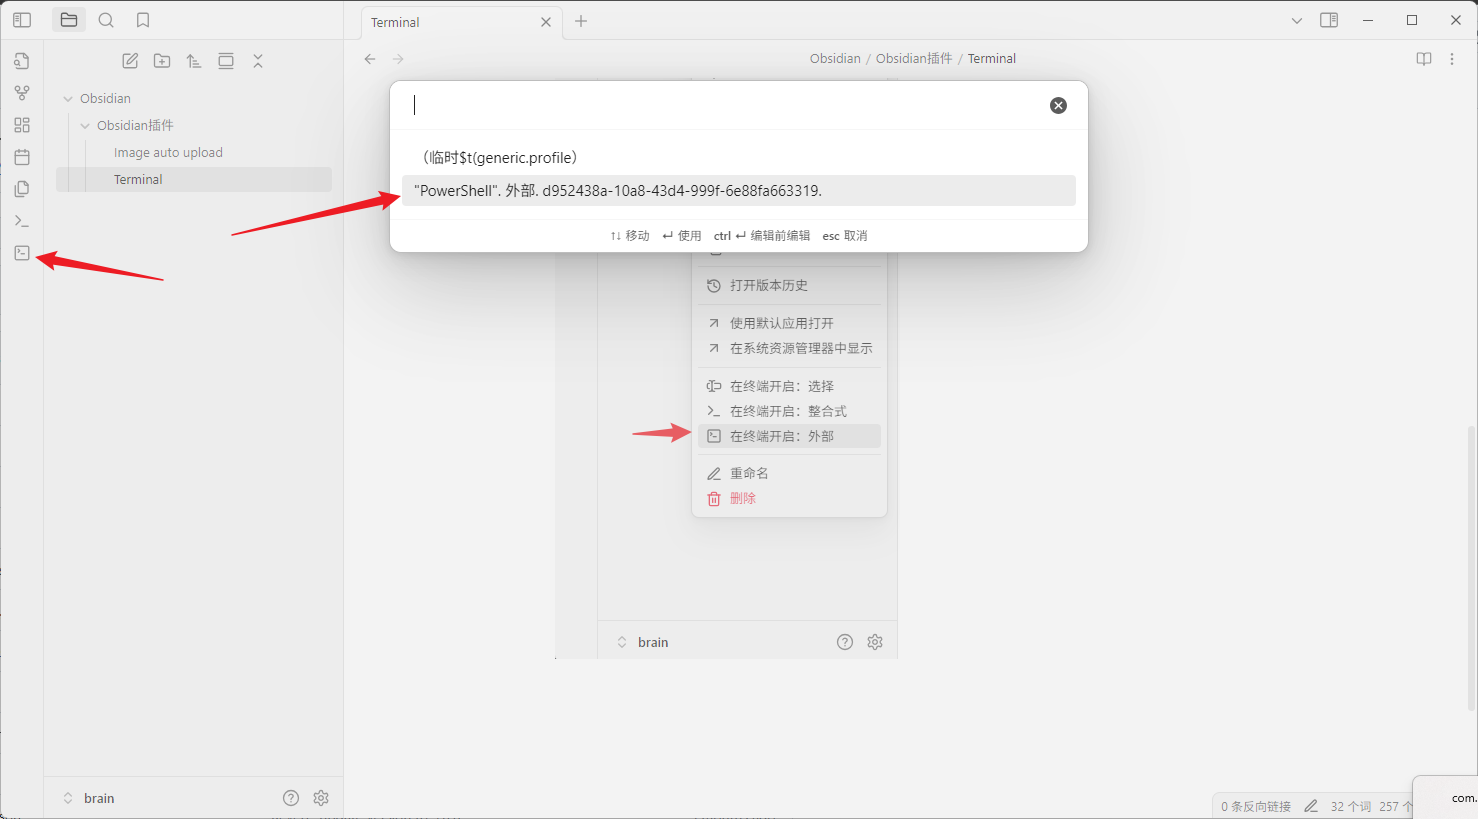 Terminal
Obsidian / Obsidian插件 / Terminal
Obsidian
Obsidian插件
Image auto upload
Terminal
（临时$t(generic.profile）
"PowerShell". 外部. d952438a-10a8-43d4-999f-6e88fa663319.
↑↓ 移动 ↵ 使用 ctrl ↵ 编辑前编辑 esc 取消
打开版本历史
使用默认应用打开
在系统资源管理器中显示
在终端开启：选择
在终端开启：整合式
在终端开启：外部
重命名
删除
brain
brain
0 条反向链接 32 个词 257 个
com.